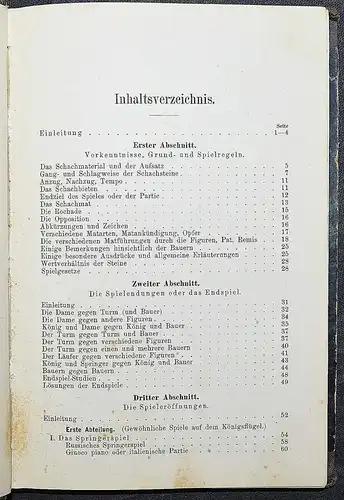 Inhaltsverzeichnis.
Seite
Einleitung . . . . . . . . . . . . . 1—4
Erster Abschnitt.
Vorkenntnisse, Grund- und Spielregeln.
Das Schachmaterial und der Aufsatz . . . . . 5
Gang- und Schlagweise der Schachsteine . . . . . 7
Anzug, Nachzug, Tempo . . . . . 11
Das Schachbieten . . . . . 11
Endziel des Spieles oder der Partie . . . . . 12
Das Schachmat . . . . . 13
Die Rochade . . . . . 15
Die Opposition . . . . . 16
Abkürzungen und Zeichen . . . . . 16
Verschiedene Matarten, Matankündigung, Opfer . . . . . 17
Die verschiedenen Mattführungen durch die Figuren, Pat, Remis . . 18
Einige Bemerkungen hinsichtlich der Bauern . . . . . 25
Einige besondere Ausdrücke und allgemeine Erläuterungen . . . 25
Wertverhältnis der Steine . . . . . 28
Spielgesetze . . . . . 28
Zweiter Abschnitt.
Die Spielendungen oder das Endspiel.
Einleitung . . . . . 31
Die Dame gegen Turm (und Bauer) . . . . . 32
Die Dame gegen andere Figuren . . . . . 34
König und Dame gegen König und Bauer . . . . . 35
Der Turm gegen Turm und Bauer . . . . . 37
Der Turm gegen verschiedene Figuren . . . . . 37
Der Turm gegen einen und mehrere Bauern . . . . . 40
Der Läufer gegen verschiedene Figuren . . . . . 41
König und Springer gegen König und Bauer . . . . . 43
Bauern gegen Bauern . . . . . 44
Endspiel-Studien . . . . . 48
Lösungen der Endspiele . . . . . 49
Dritter Abschnitt.
Die Spieleröffnungen.
Einleitung . . . . . 52
Erste Abteilung. (Gewöhnliche Spiele auf dem Königsflügel.)
I. Das Springerspiel . . . . . 54
Russisches Springerspiel . . . . . 58
Giuoco piano oder italienische Partie . . . . . 60